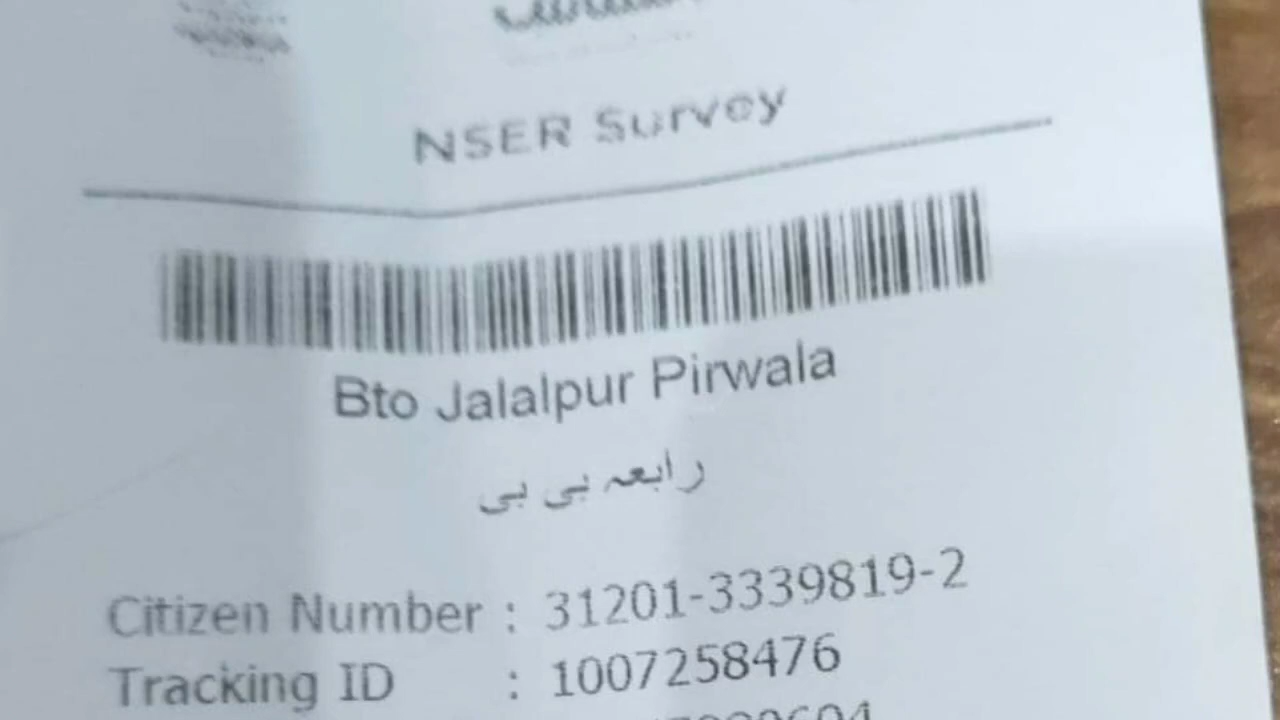 NSER Survey
Bto Jalalpur Pirwala
رابعہ بی بی
Citizen Number : 31201-3339819-2
Tracking ID : 1007258476